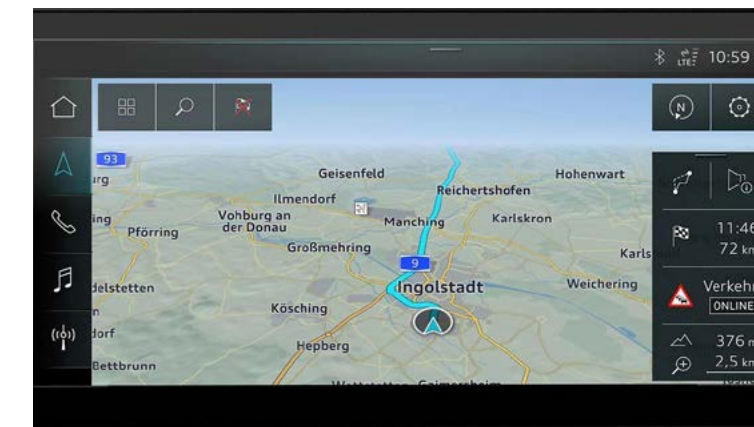 LTE 10:59
N
93
Geisenfeld
Hohenwart
Reichertshofen
Ilmendorf
Vohburg an
der Donau
Manching
Karlskron
Pförring
Großmehring
11:46
72 km
9
Ingolstadt
Weichering
Verkehr
ONLINE
Kösching
Hepberg
376 m
2,5 km
Bettbrunn